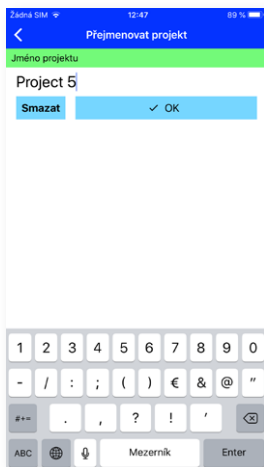 Žádná SIM 12:47 89 %
Přejmenovat projekt
Jméno projektu
Project 5
Smazat ✓ OK
1 2 3 4 5 6 7 8 9 0
- / : ; ( ) € & @ "
#+= . , ? ! '
ABC Mezerník Enter